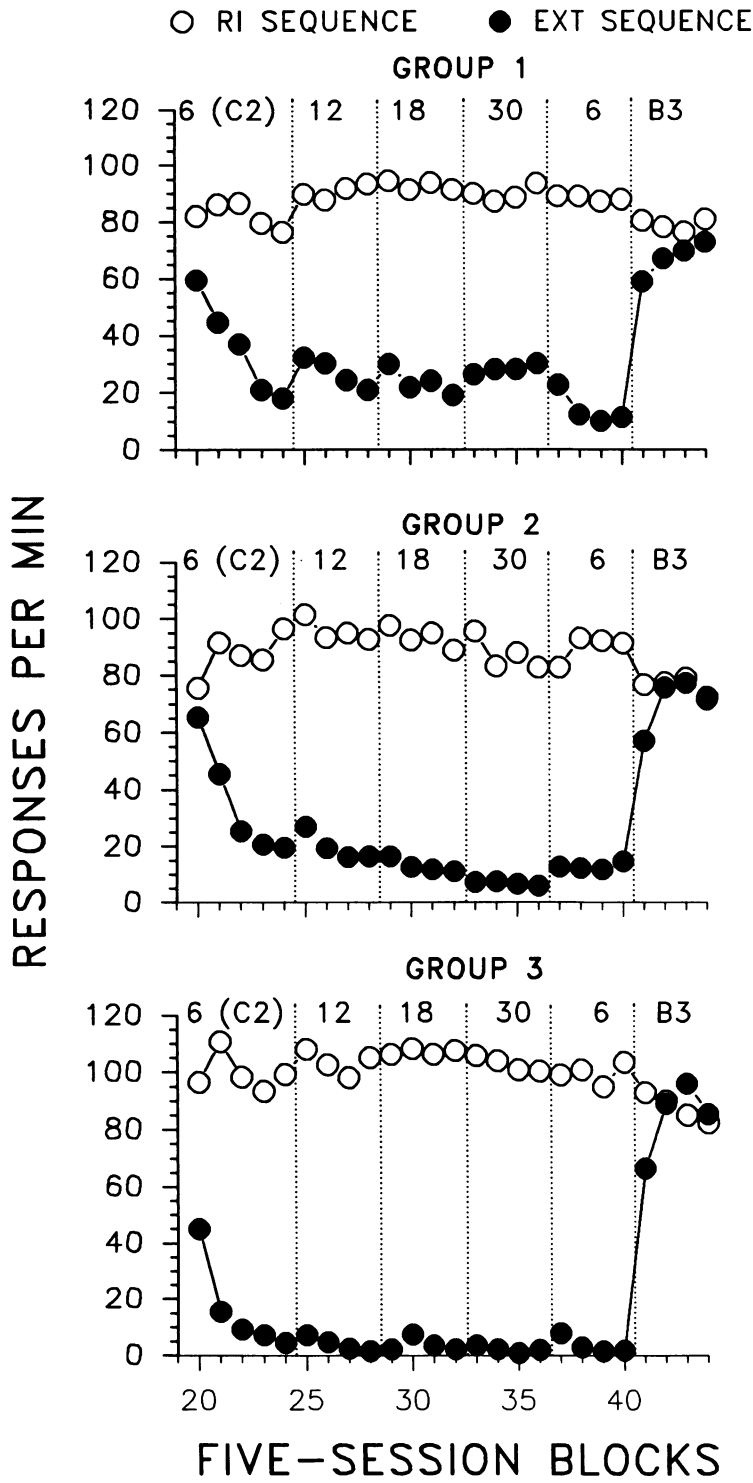 RI SEQUENCE EXT SEQUENCE
GROUP 1
6 (C2) 12 18 30 6 B3
120
100
80
60
40
20
0
GROUP 2
6 (C2) 12 18 30 6 B3
120
100
80
60
40
20
0
GROUP 3
6 (C2) 12 18 30 6 B3
120
100
80
60
40
20
0
20 25 30 35 40
RESPONSES PER MIN
FIVE-SESSION BLOCKS